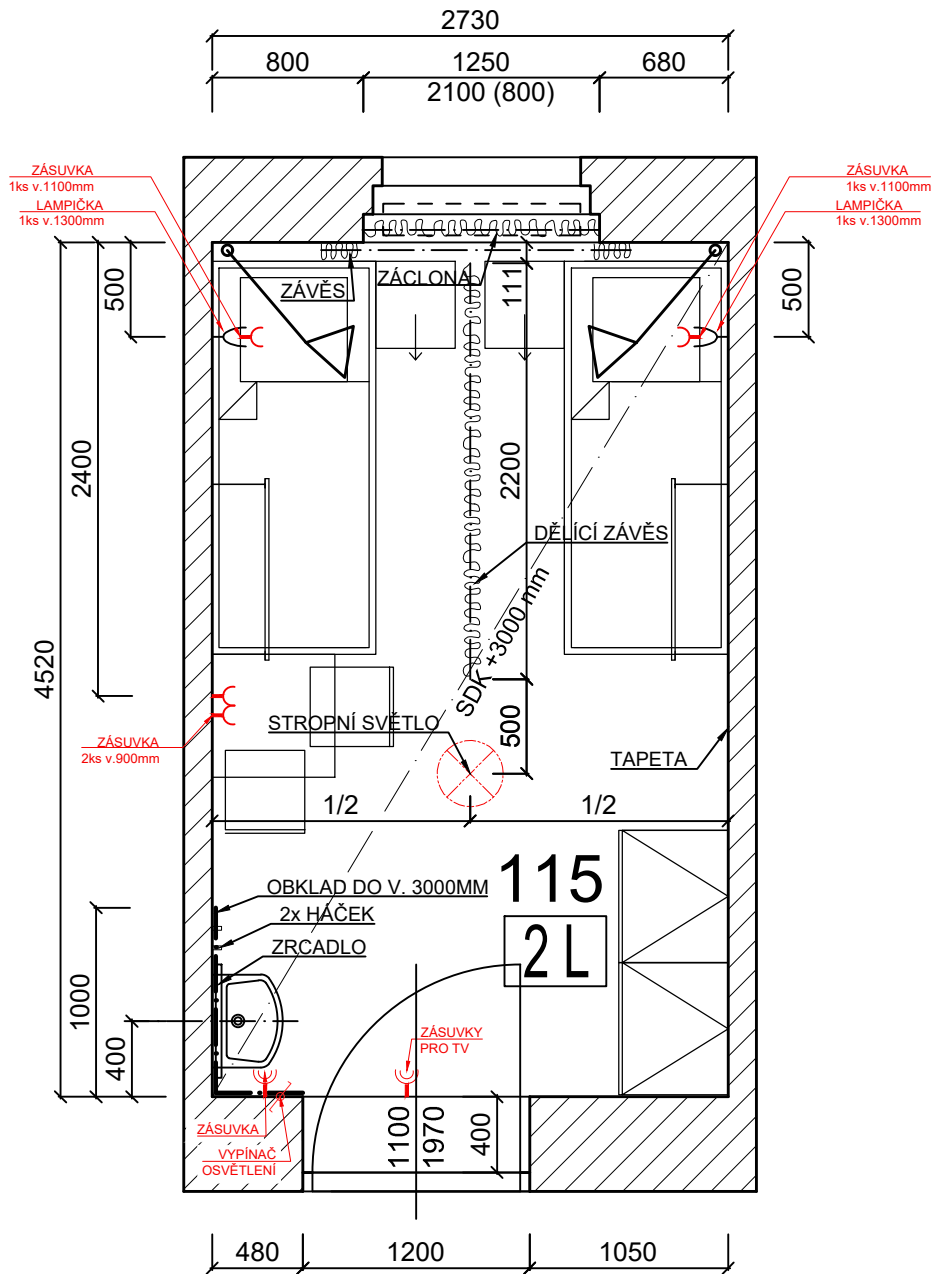 2730
800
1250
680
2100 (800)
ZÁSUVKA
1ks v.1100mm
LAMPIČKA
1ks v.1300mm
ZÁSUVKA
1ks v.1100mm
LAMPIČKA
1ks v.1300mm
500
ZÁVĚS
ZÁCLONA
111
500
2400
2200
4520
DĚLÍCÍ ZÁVĚS
SDK +3000 mm
500
STROPNÍ SVĚTLO
ZÁSUVKA
2ks v.900mm
TAPETA
1/2
1/2
115
2 L
OBKLAD DO V. 3000MM
2x HÁČEK
ZRCADLO
1000
400
ZÁSUVKY
PRO TV
ZÁSUVKA
VYPÍNAČ
OSVĚTLENÍ
1100
1970
400
480
1200
1050